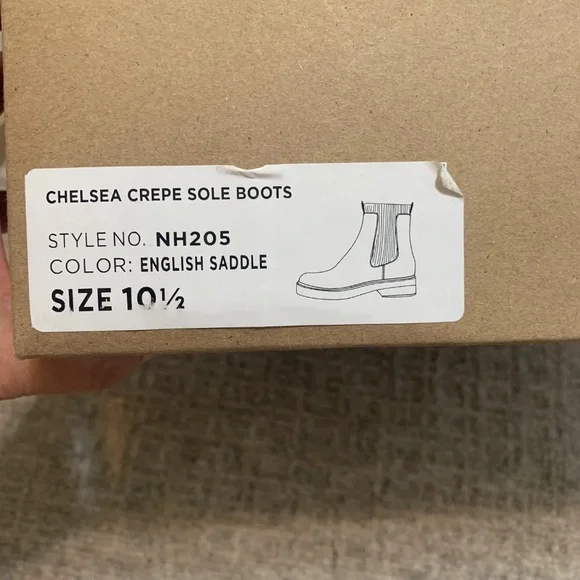 CHELSEA CREPE SOLE BOOTS
STYLE NO. NH205
COLOR: ENGLISH SADDLE
SIZE 10½